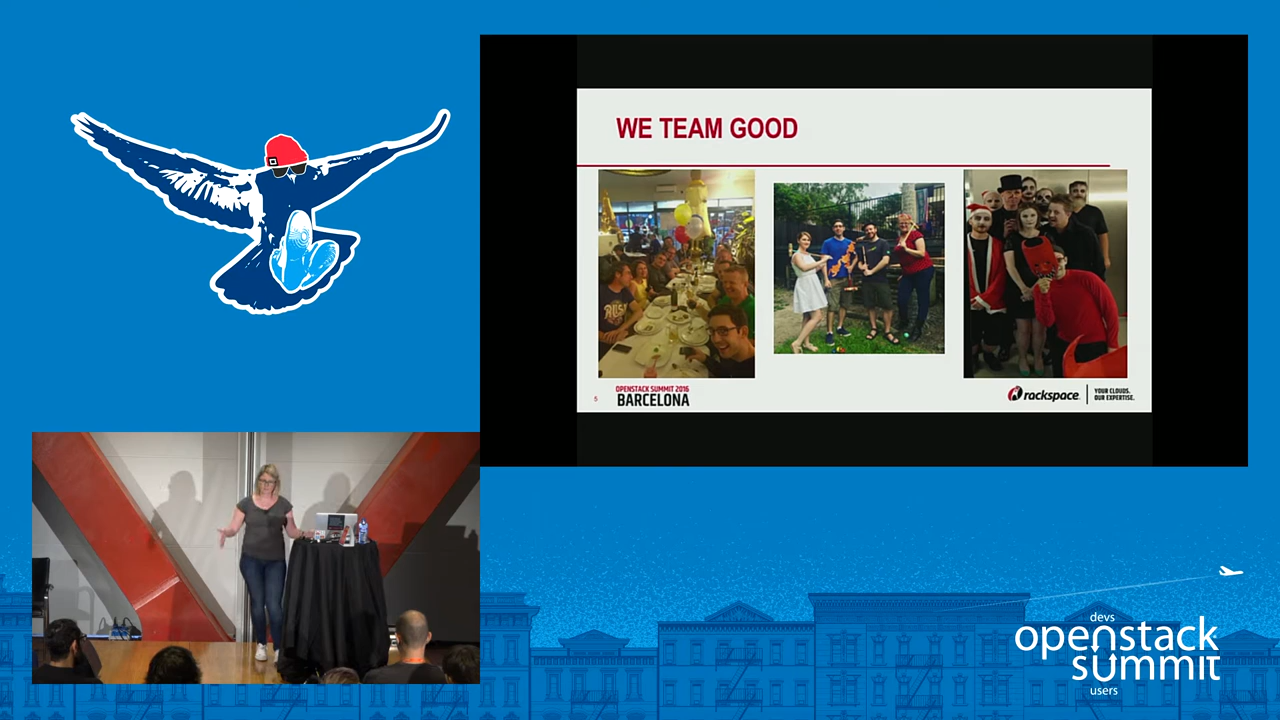 WE TEAM GOOD
5
OPENSTACK SUMMIT 2016
BARCELONA
rackspace
YOUR CLOUDS.
OUR EXPERTISE.
devs
openstack
summit
users